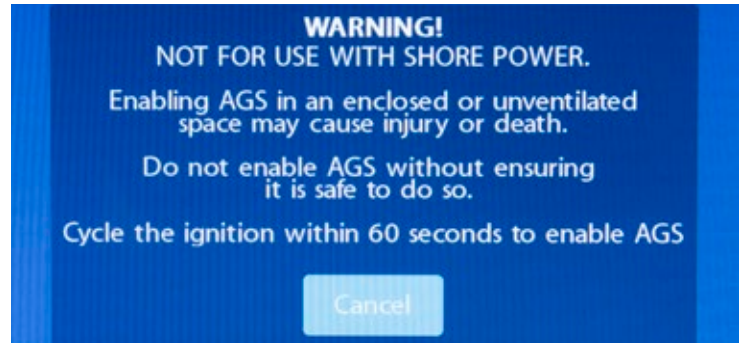 WARNING!
NOT FOR USE WITH SHORE POWER.
Enabling AGS in an enclosed or unventilated
space may cause injury or death.
Do not enable AGS without ensuring
it is safe to do so.
Cycle the ignition within 60 seconds to enable AGS
Cancel